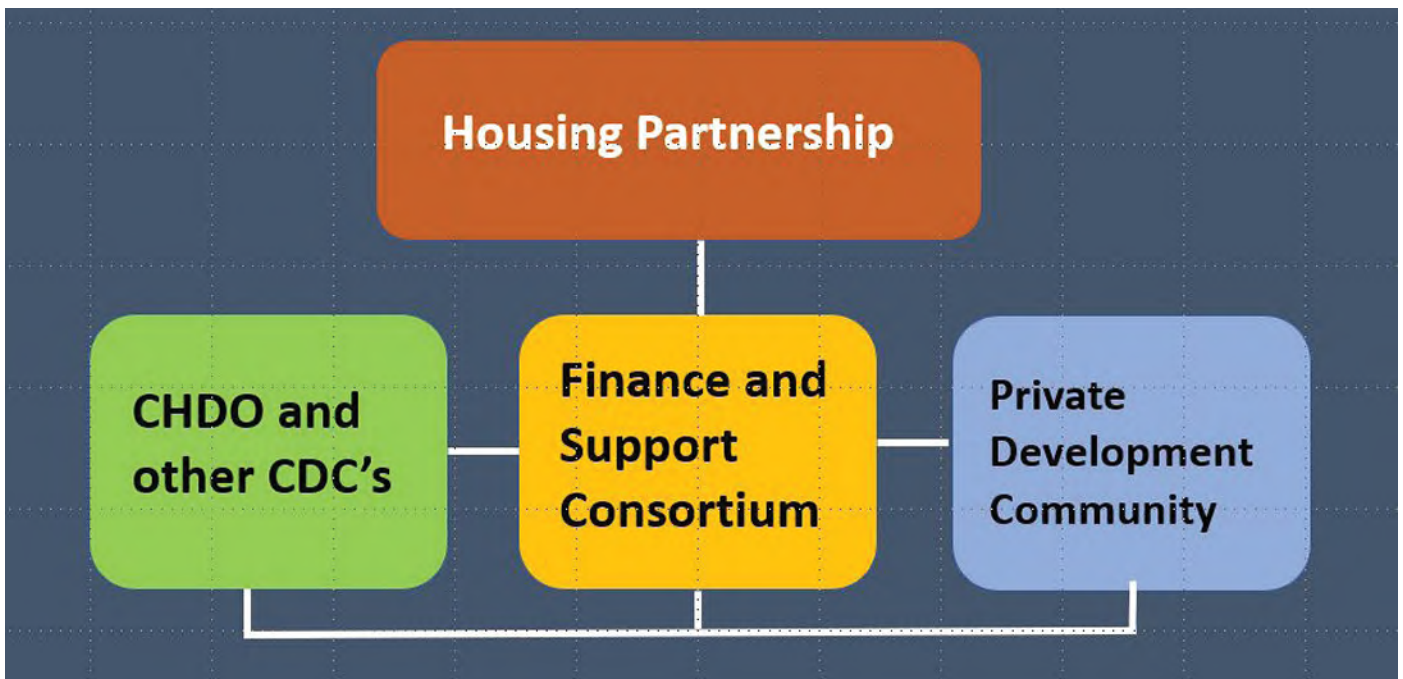 Housing Partnership
CHDO and
other CDC's
Finance and
Support
Consortium
Private
Development
Community